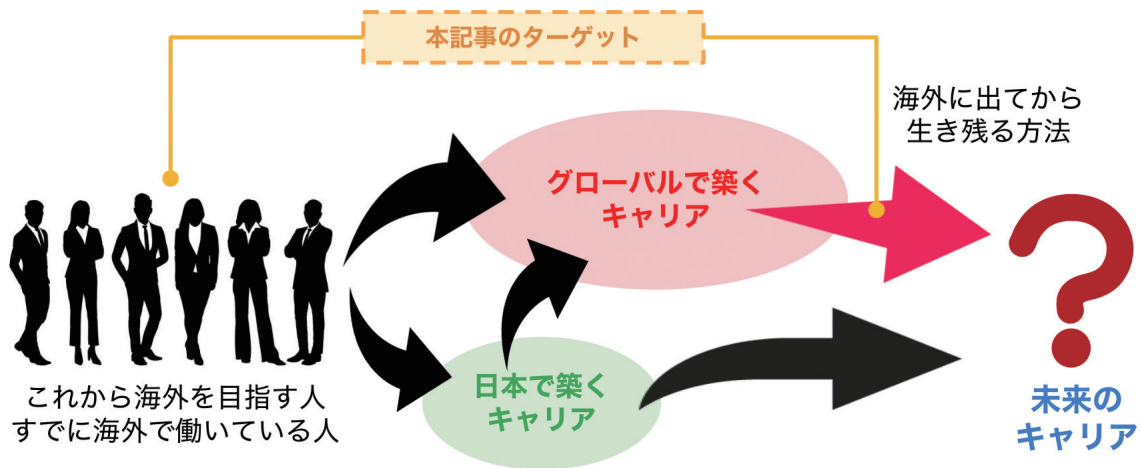 本記事のターゲット
海外に出てから
生き残る方法
グローバルで築く
キャリア
これから海外を目指す人
すでに海外で働いている人
日本で築く
キャリア
未来の
キャリア